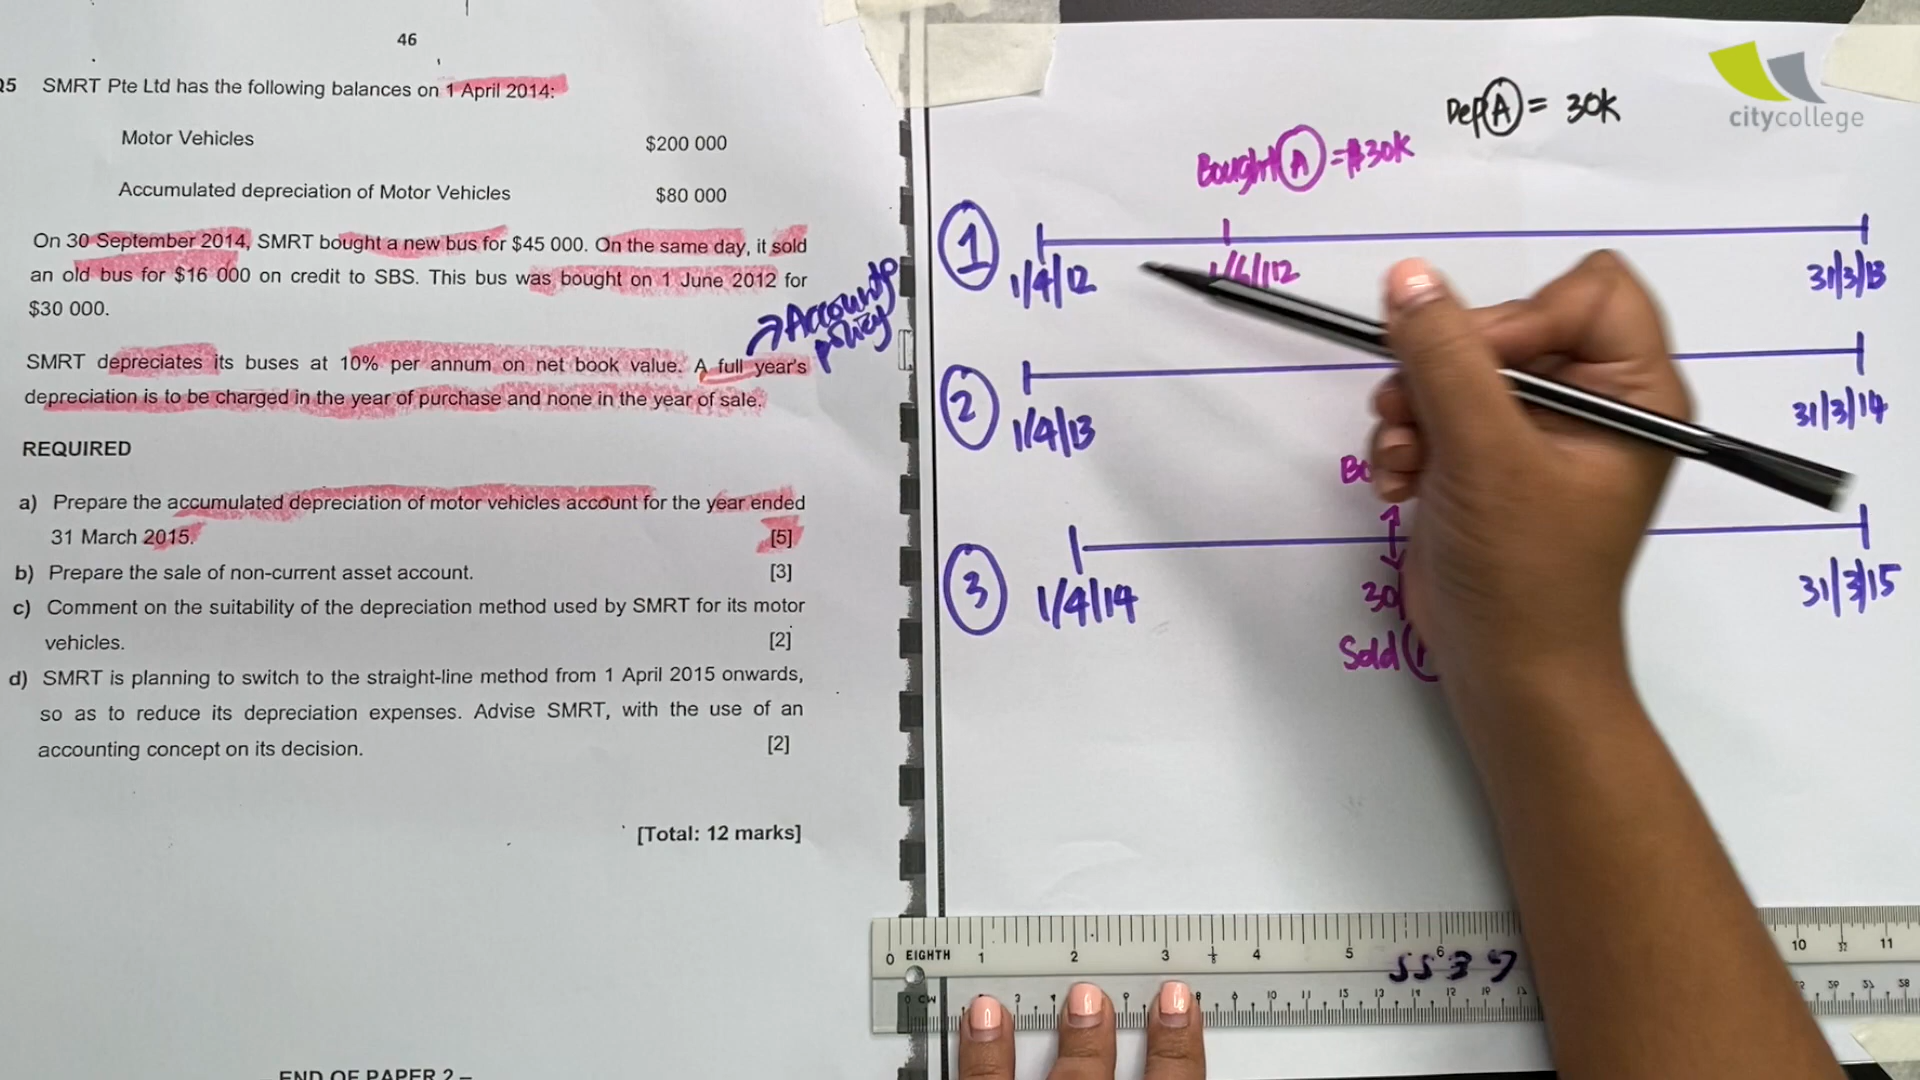 46
Q5 SMRT Pte Ltd has the following balances on 1 April 2014:
Motor Vehicles $200 000
Accumulated depreciation of Motor Vehicles $80 000
On 30 September 2014, SMRT bought a new bus for $45 000. On the same day, it sold
an old bus for $16 000 on credit to SBS. This bus was bought on 1 June 2012 for
$30 000.
→Accounting
policy
SMRT depreciates its buses at 10% per annum on net book value. A full year's
depreciation is to be charged in the year of purchase and none in the year of sale.
REQUIRED
a) Prepare the accumulated depreciation of motor vehicles account for the year ended
31 March 2015. [5]
b) Prepare the sale of non-current asset account. [3]
c) Comment on the suitability of the depreciation method used by SMRT for its motor
vehicles. [2]
d) SMRT is planning to switch to the straight-line method from 1 April 2015 onwards,
so as to reduce its depreciation expenses. Advise SMRT, with the use of an
accounting concept on its decision. [2]
[Total: 12 marks]
END OF PAPER 2 –
citycollege
Dep A = 30k
Bought A = $30k
1
1/4/12 1/6/12 31/3/13
2
1/4/13 31/3/14
3
1/4/14 31/3/15
30
Sold
0 EIGHTH 1 2 3 4 5 6 10 11